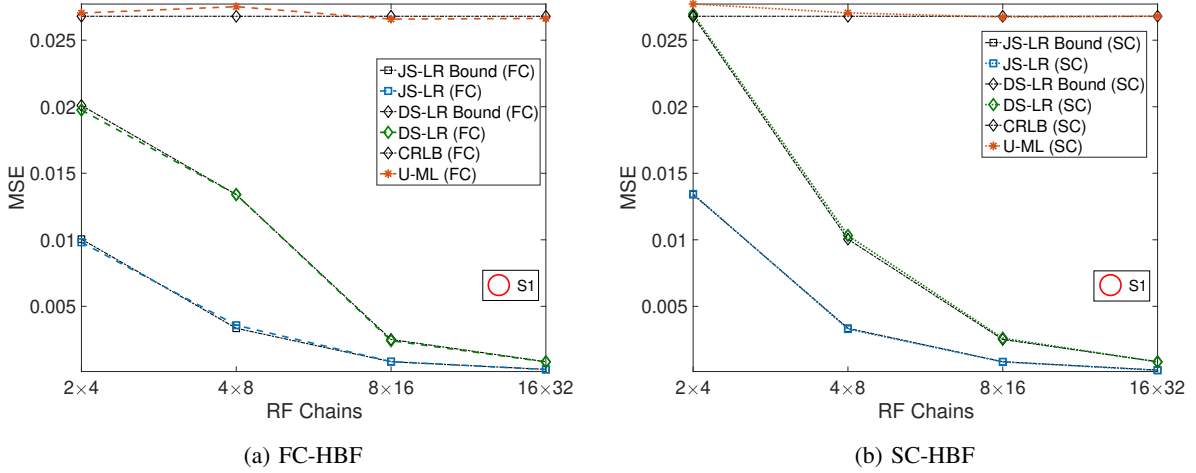 0.025
0.02
0.015
0.01
0.005
MSE
JS-LR Bound (FC)
JS-LR (FC)
DS-LR Bound (FC)
DS-LR (FC)
CRLB (FC)
U-ML (FC)
S1
2×4
4×8
8×16
16×32
RF Chains
(a) FC-HBF
0.025
0.02
0.015
0.01
0.005
MSE
JS-LR Bound (SC)
JS-LR (SC)
DS-LR Bound (SC)
DS-LR (SC)
CRLB (SC)
U-ML (SC)
S1
2×4
4×8
8×16
16×32
RF Chains
(b) SC-HBF